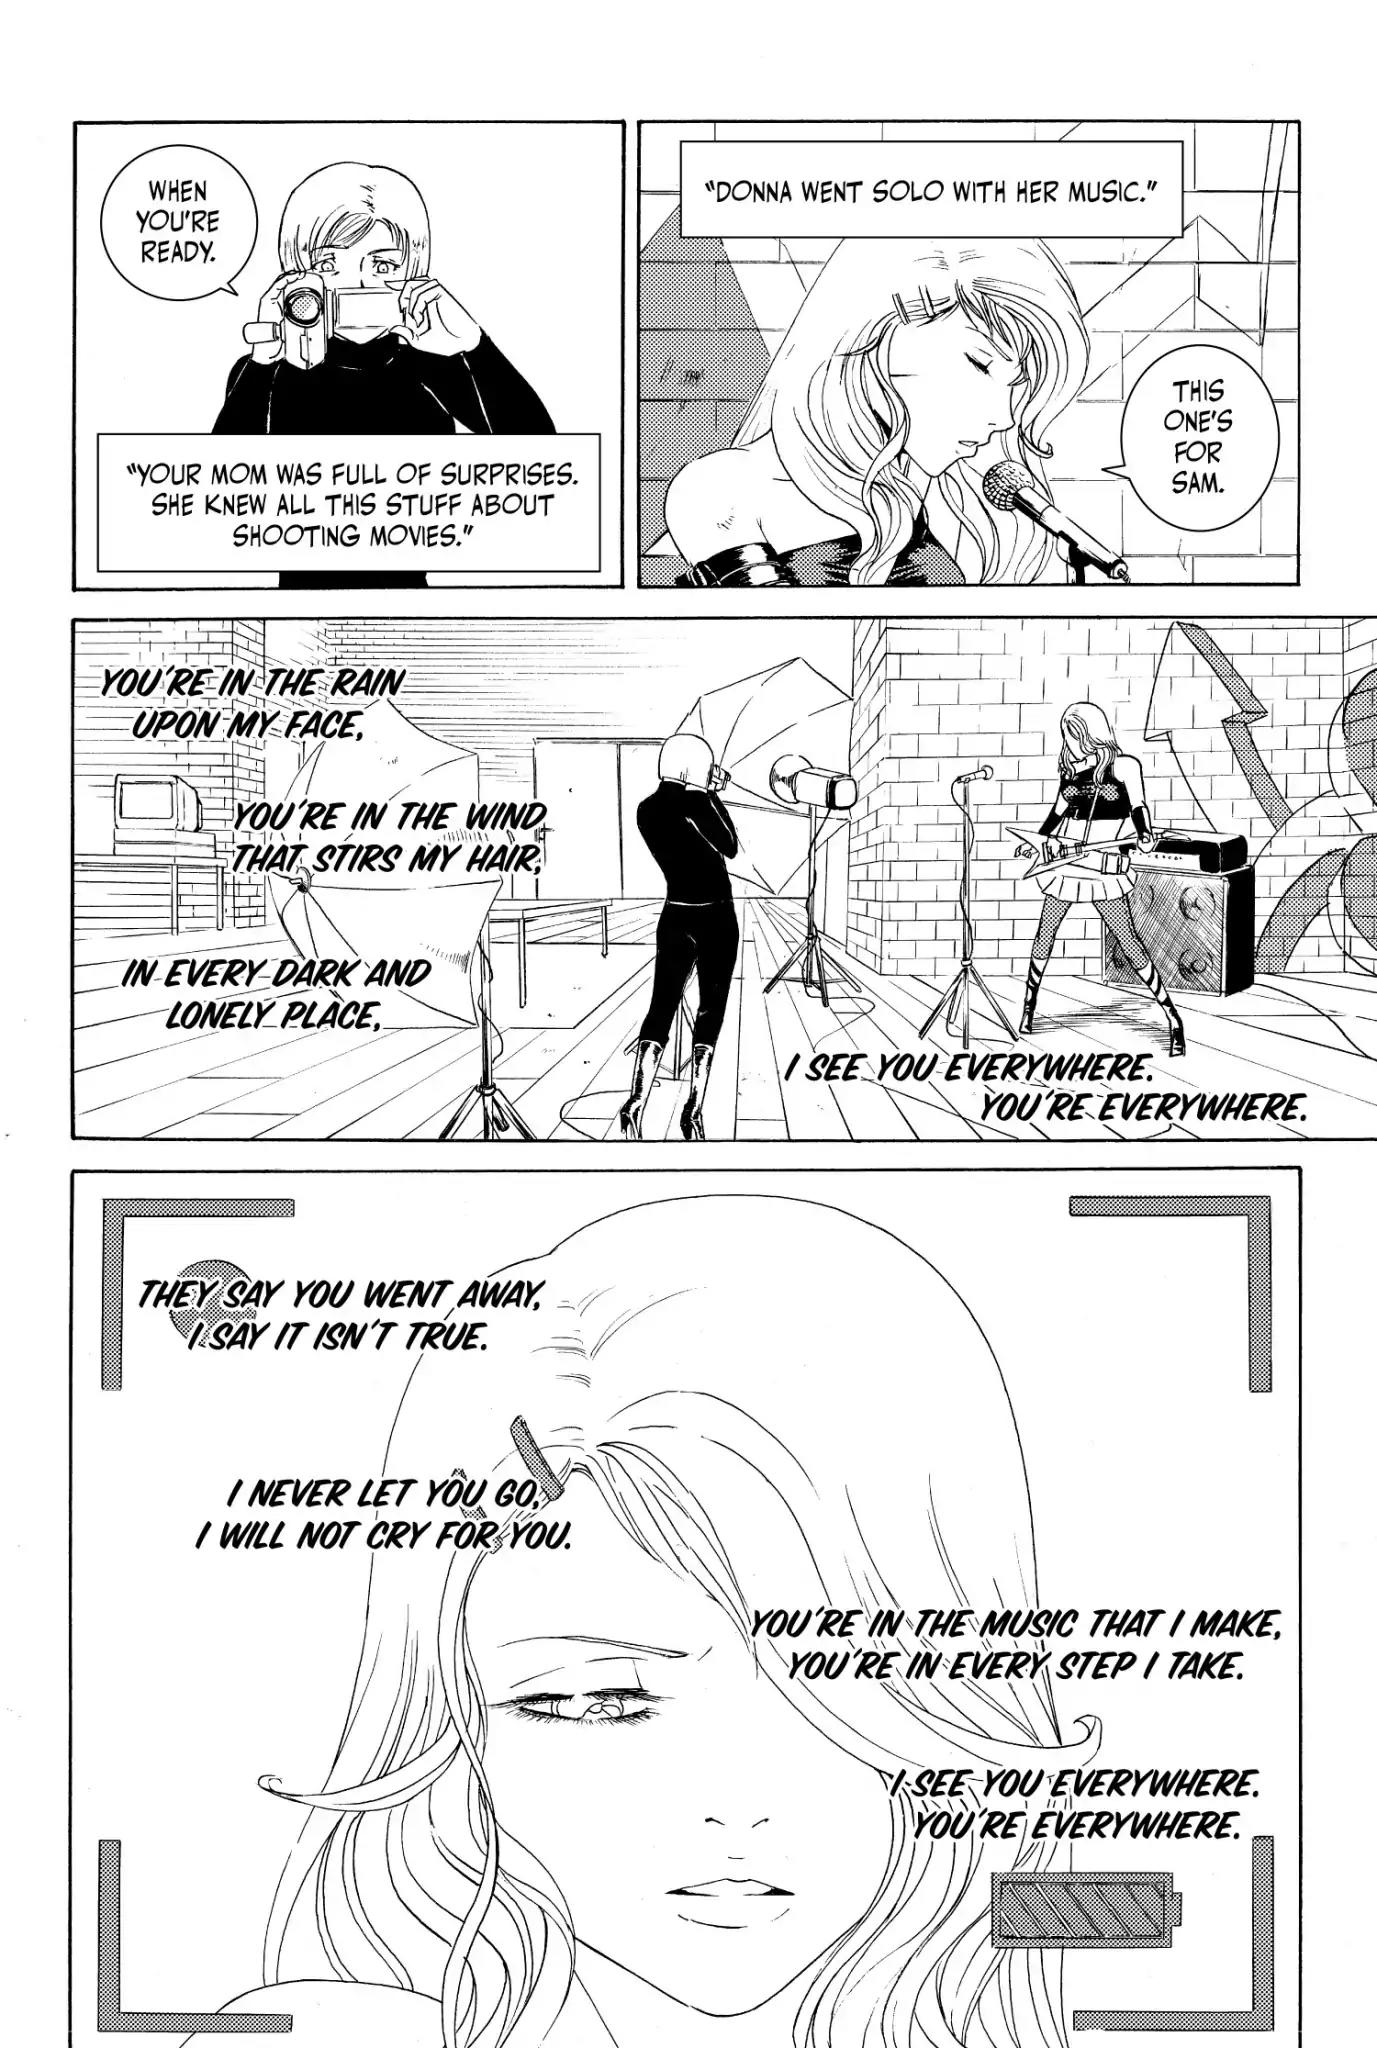 WHEN
YOU'RE
READY.
"YOUR MOM WAS FULL OF SURPRISES.
SHE KNEW ALL THIS STUFF ABOUT
SHOOTING MOVIES."
"DONNA WENT SOLO WITH HER MUSIC."
THIS
ONE'S
FOR
SAM.
YOU'RE IN THE RAIN
UPON MY FACE,
YOU'RE IN THE WIND
THAT STIRS MY HAIR,
IN EVERY DARK AND
LONELY PLACE,
I SEE YOU EVERYWHERE.
YOU'RE EVERYWHERE.
THEY SAY YOU WENT AWAY,
I SAY IT ISN'T TRUE.
I NEVER LET YOU GO,
I WILL NOT CRY FOR YOU.
YOU'RE IN THE MUSIC THAT I MAKE,
YOU'RE IN EVERY STEP I TAKE.
I SEE YOU EVERYWHERE.
YOU'RE EVERYWHERE.